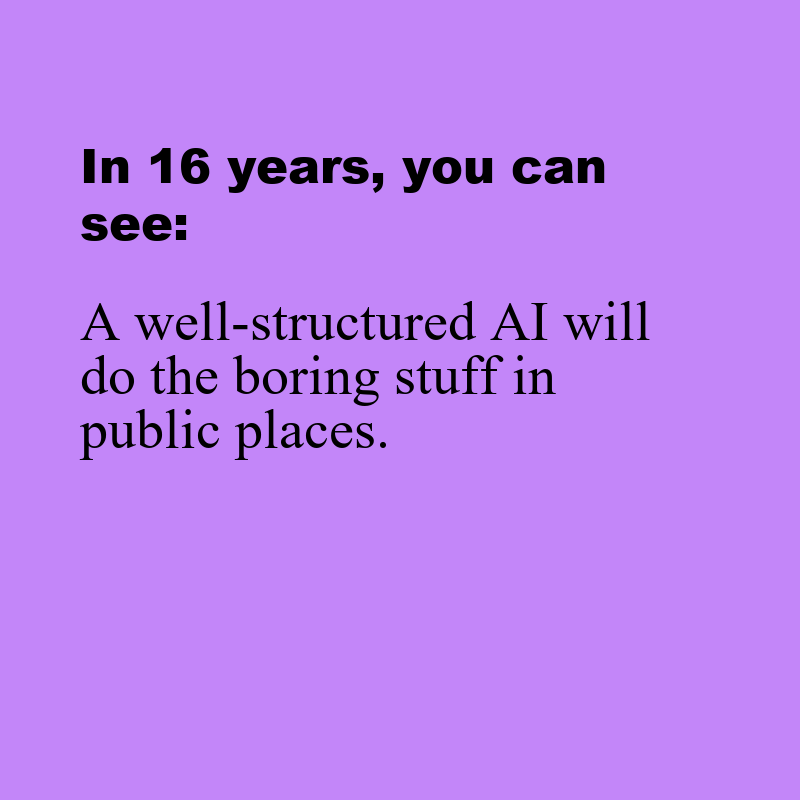 In 16 years, you can
see:
A well-structured AI will
do the boring stuff in
public places.